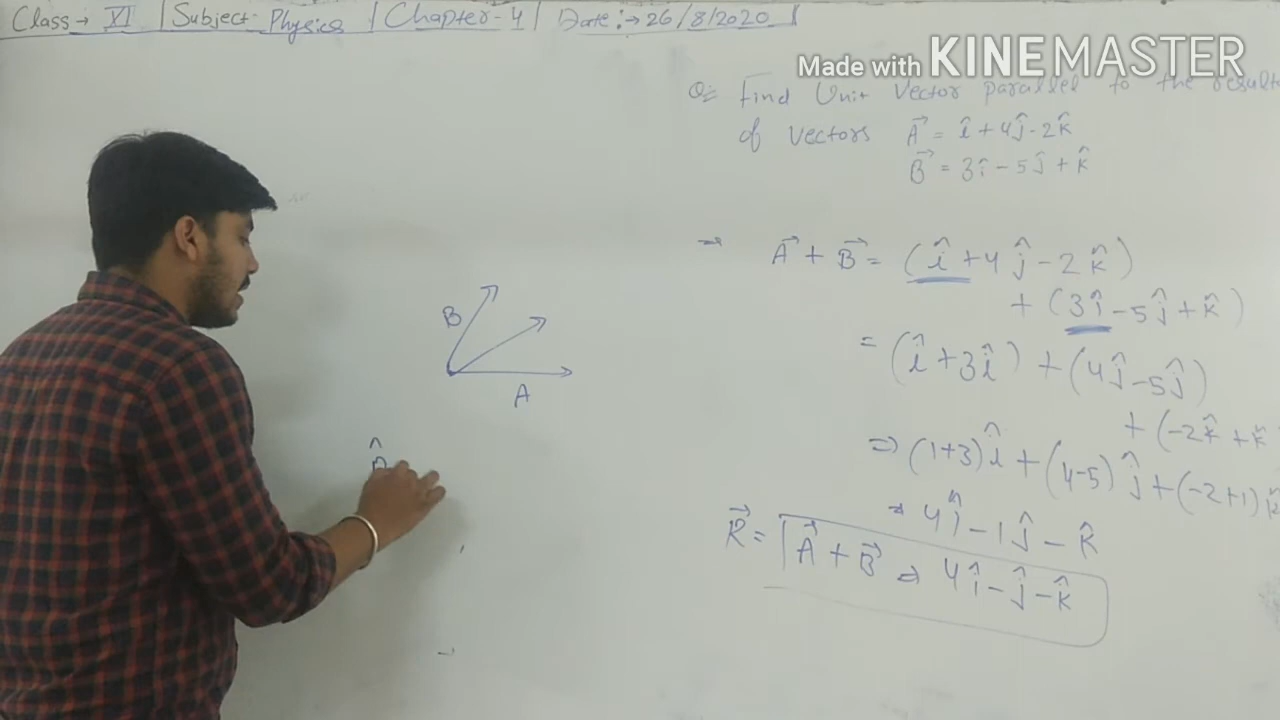 Class → XI | Subject- Physics | Chapter-4 | Date:→ 26/8/2020 |
Made with KINEMASTER
Q:- Find Unit Vector parallel to the result
of vectors A⃗ = î + 4ĵ - 2k̂
B⃗ = 3î - 5ĵ + k̂
⇒ A⃗ + B⃗ = (î + 4ĵ - 2k̂)
+ (3î - 5ĵ + k̂)
= (î + 3î) + (4ĵ - 5ĵ)
+ (-2k̂ + k̂
⇒ (1+3)î + (4-5)ĵ + (-2+1)k̂
⇒ 4î - 1ĵ - k̂
R⃗ = A⃗ + B⃗ ⇒ 4î - ĵ - k̂
B
A